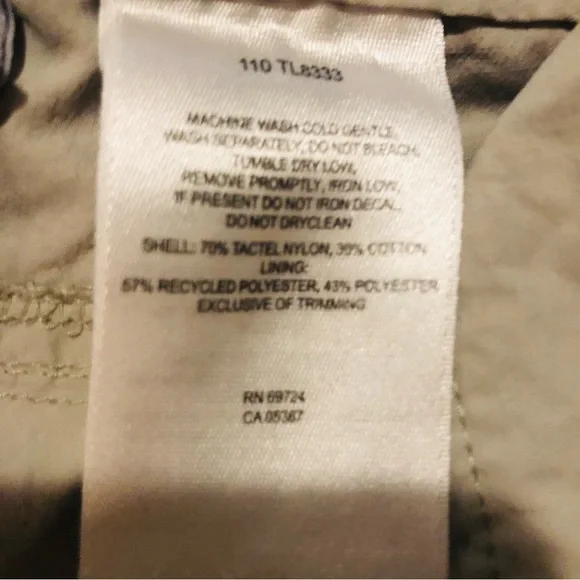 110 TL8333
MACHINE WASH COLD GENTLE,
WASH SEPARATELY, DO NOT BLEACH,
TUMBLE DRY LOW,
REMOVE PROMPTLY, IRON LOW,
IF PRESENT DO NOT IRON DECAL,
DO NOT DRYCLEAN
SHELL: 70% TACTEL NYLON, 30% COTTON
LINING:
57% RECYCLED POLYESTER, 43% POLYESTER
EXCLUSIVE OF TRIMMING
RN 69724
CA 05367